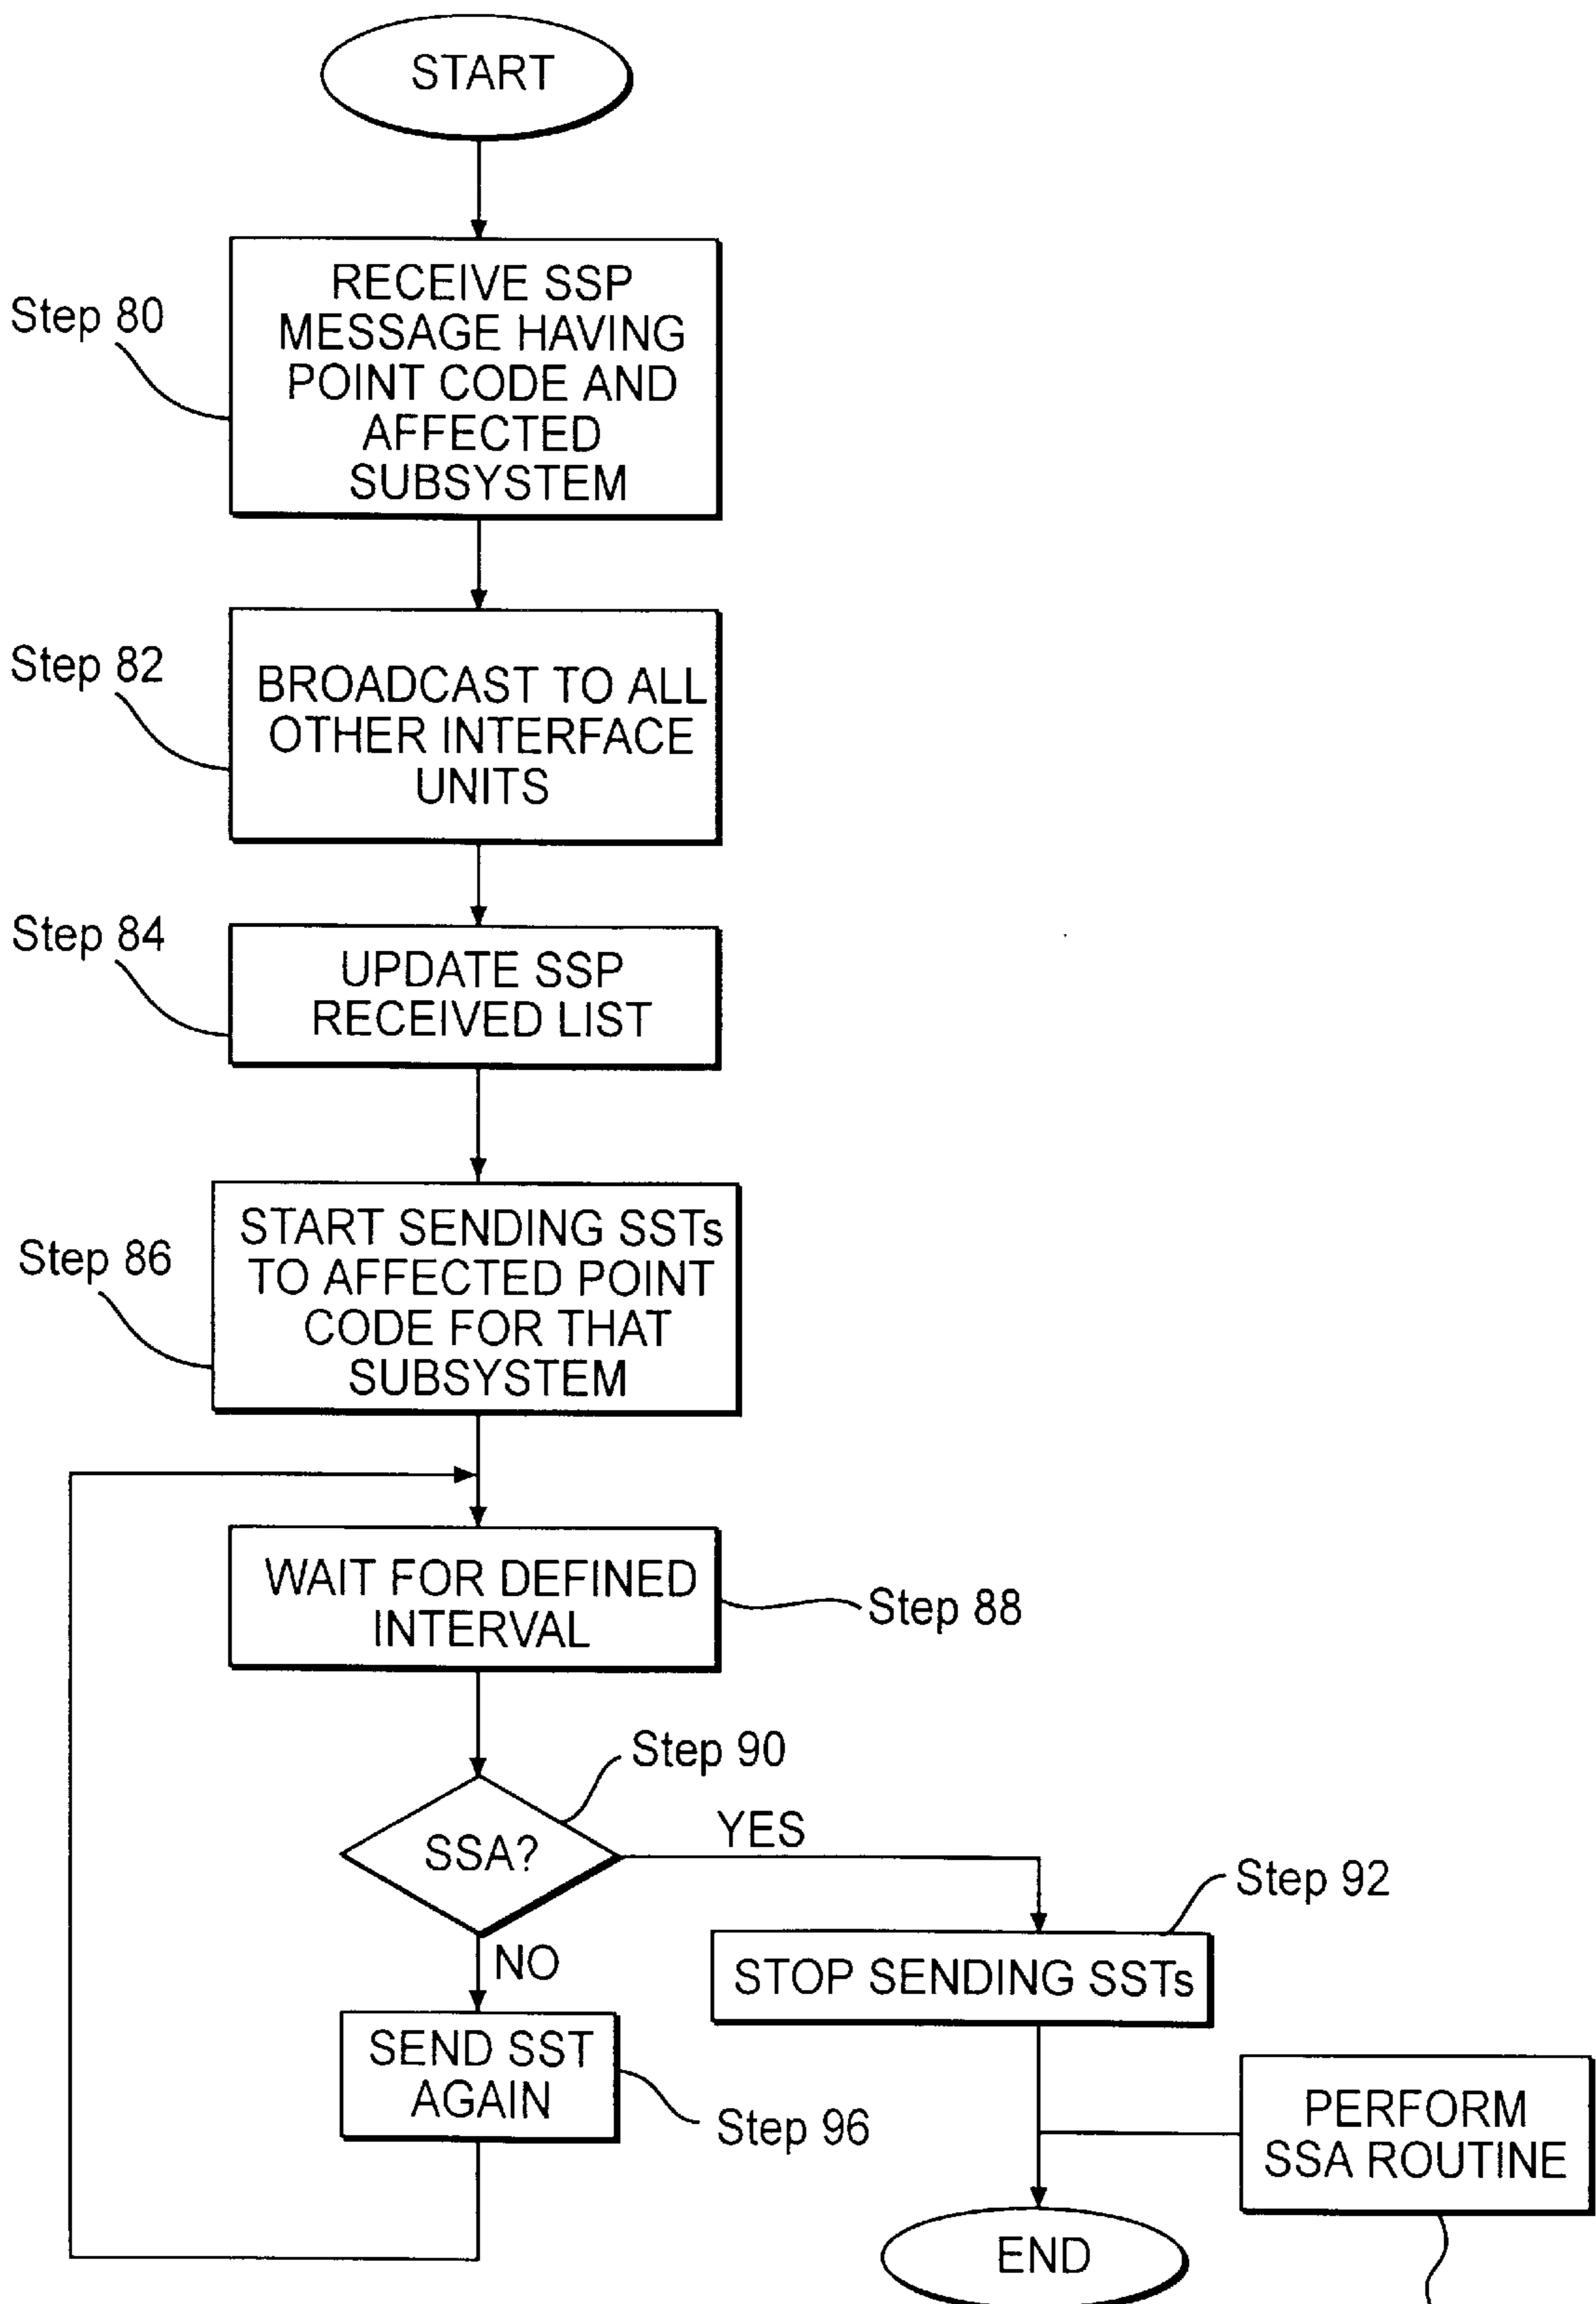 START
Step 80
RECEIVE SSP
MESSAGE HAVING
POINT CODE AND
AFFECTED
SUBSYSTEM
Step 82
BROADCAST TO ALL
OTHER INTERFACE
UNITS
Step 84
UPDATE SSP
RECEIVED LIST
Step 86
START SENDING SSTs
TO AFFECTED POINT
CODE FOR THAT
SUBSYSTEM
WAIT FOR DEFINED
INTERVAL
Step 88
Step 90
SSA?
YES
Step 92
NO
STOP SENDING SSTs
SEND SST
AGAIN
Step 96
PERFORM
SSA ROUTINE
END